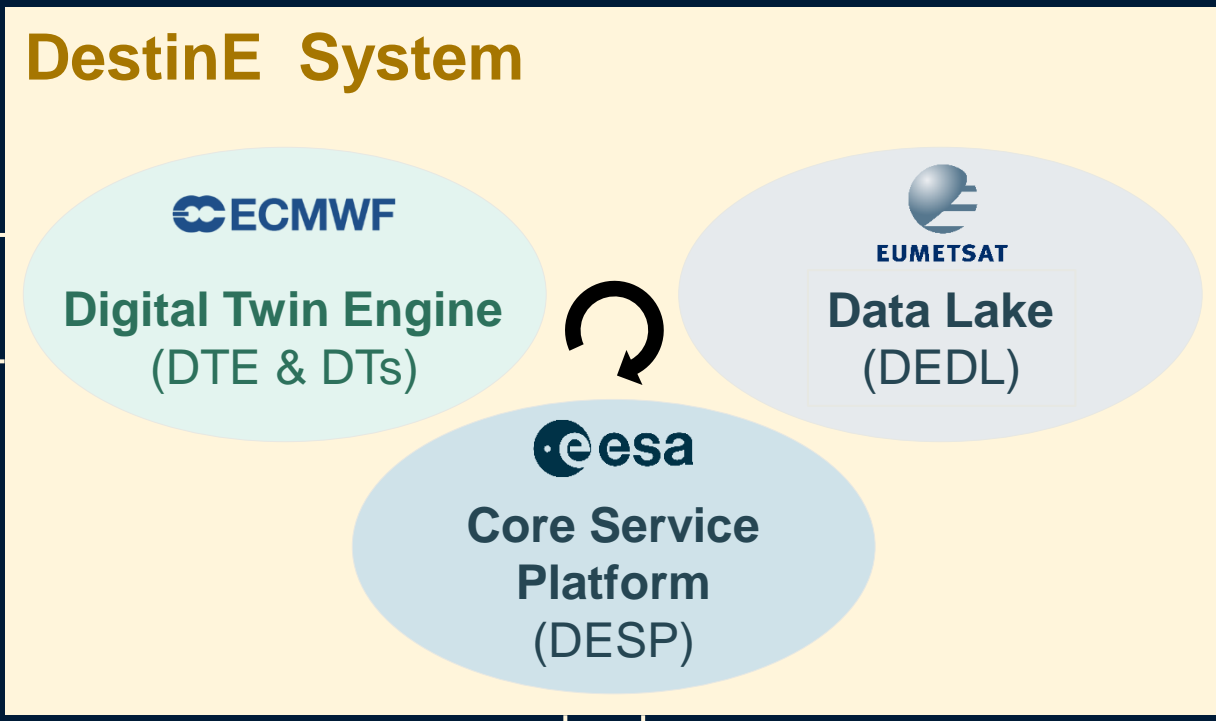 DestinE System
ECMWF
Digital Twin Engine
(DTE & DTs)
EUMETSAT
Data Lake
(DEDL)
esa
Core Service
Platform
(DESP)